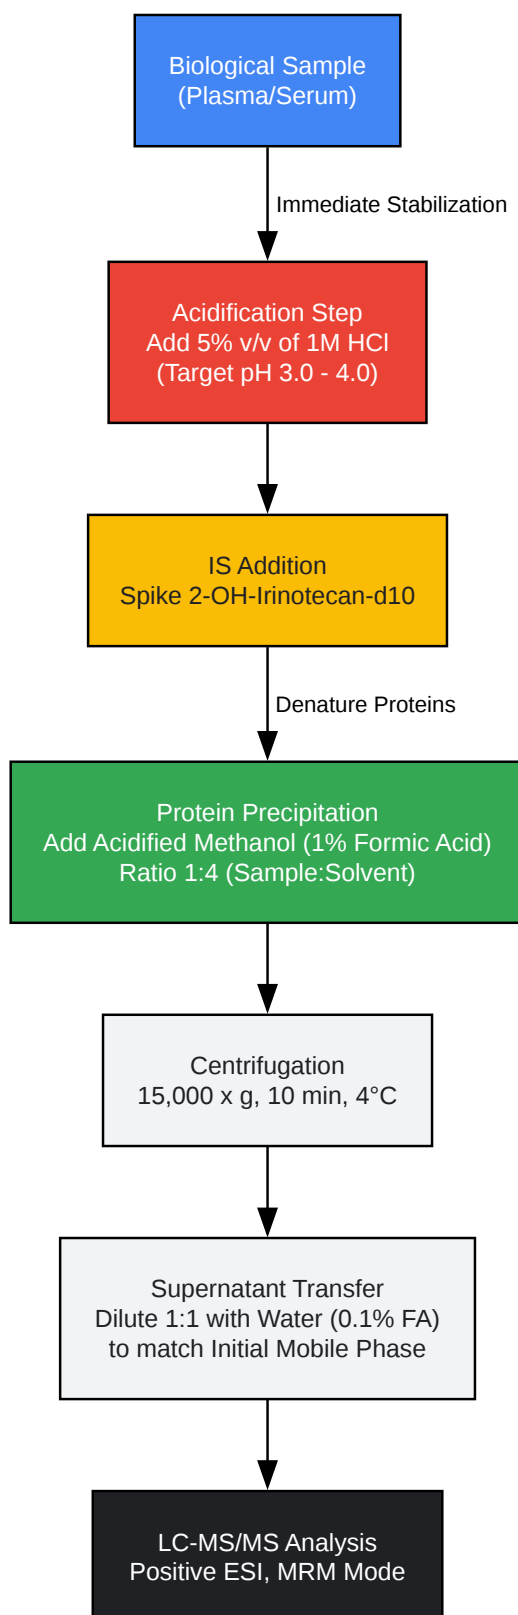 Biological Sample
(Plasma/Serum)
Immediate Stabilization
Acidification Step
Add 5% v/v of 1M HCl
(Target pH 3.0 - 4.0)
IS Addition
Spike 2-OH-Irinotecan-d10
Denature Proteins
Protein Precipitation
Add Acidified Methanol (1% Formic Acid)
Ratio 1:4 (Sample:Solvent)
Centrifugation
15,000 x g, 10 min, 4°C
Supernatant Transfer
Dilute 1:1 with Water (0.1% FA)
to match Initial Mobile Phase
LC-MS/MS Analysis
Positive ESI, MRM Mode